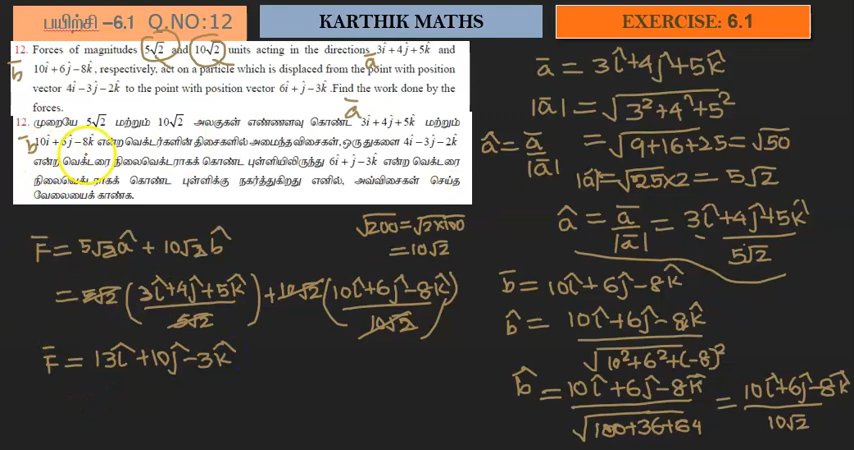 பயிற்சி –6.1 Q.NO:12
KARTHIK MATHS
EXERCISE: 6.1
12. Forces of magnitudes 5√2 and 10√2 units acting in the directions 3î+4ĵ+5k̂ and
10î+6ĵ−8k̂, respectively, act on a particle which is displaced from the point with position
vector 4î−3ĵ−2k̂ to the point with position vector 6î+ĵ−3k̂. Find the work done by the
forces.
12. முறையே 5√2 மற்றும் 10√2 அலகுகள் எண்ணளவு கொண்ட 3î+4ĵ+5k̂ மற்றும்
10î+6ĵ−8k̂ என்ற வெக்டர்களின் திசைகளில் அமைந்த விசைகள், ஒரு துகளை 4î−3ĵ−2k̂
என்ற வெக்டரை நிலைவெக்டராகக் கொண்ட புள்ளியிலிருந்து 6î+ĵ−3k̂ என்ற வெக்டரை
நிலைவெக்டராகக் கொண்ட புள்ளிக்கு நகர்த்துகிறது எனில், அவ்விசைகள் செய்த
வேலையைக் காண்க.
a̅
b̅
a̅
b̅
F̅ = 5√2 â + 10√2 b̂
= 5√2 (3î+4ĵ+5k̂ / 5√2) + 10√2 (10î+6ĵ−8k̂ / 10√2)
F̅ = 13î+10ĵ−3k̂
√200 = √2×100
= 10√2
a̅ = 3î+4ĵ+5k̂
|a̅| = √3²+4²+5²
â = a̅ / |a̅|
= √9+16+25 = √50
|a̅| = √25×2 = 5√2
â = a̅ / |a̅| = 3î+4ĵ+5k̂ / 5√2
b̅ = 10î+6ĵ−8k̂
b̂ = 10î+6ĵ−8k̂ / √10²+6²+(−8)²
b̂ = 10î+6ĵ−8k̂ / √100+36+64 = 10î+6ĵ−8k̂ / 10√2